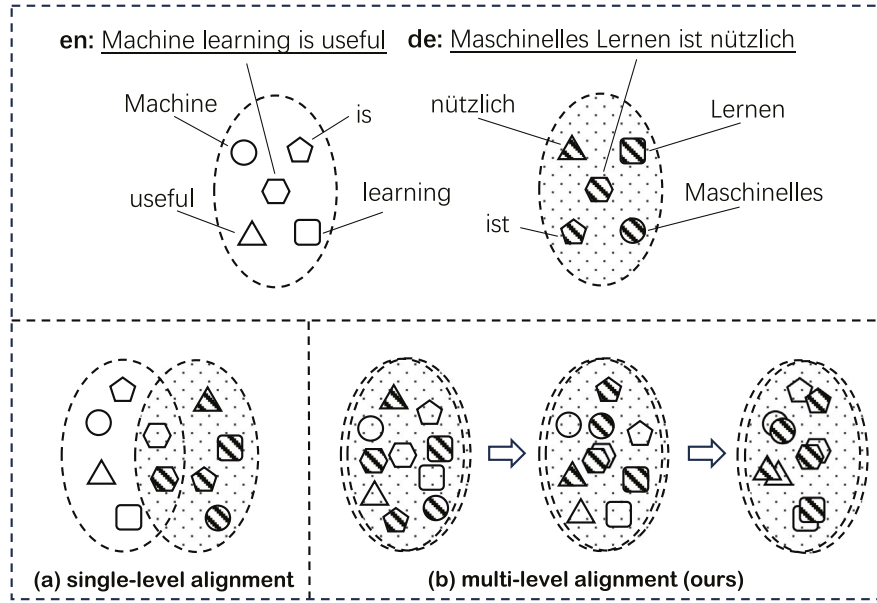 en: Machine learning is useful
de: Maschinelles Lernen ist nützlich
Machine
is
useful
learning
nützlich
Lernen
ist
Maschinelles
(a) single-level alignment
(b) multi-level alignment (ours)